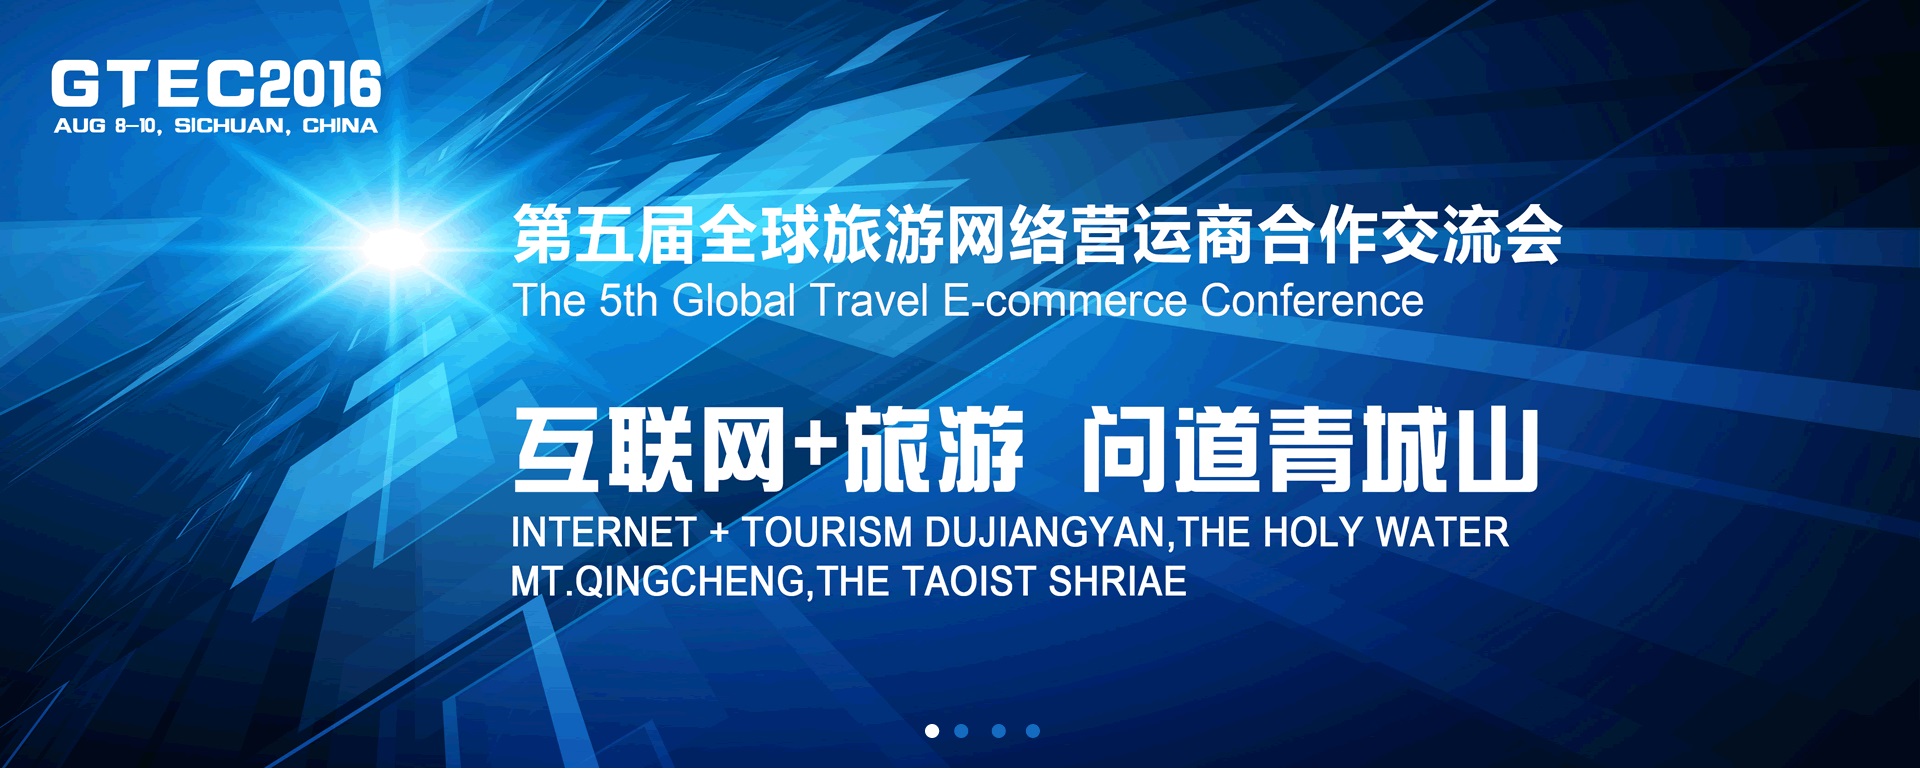 GTEC2016
AUG 8-10, SICHUAN, CHINA
第五届全球旅游网络营运商合作交流会
The 5th Global Travel E-commerce Conference
互联网+旅游 问道青城山
INTERNET + TOURISM DUJIANGYAN,THE HOLY WATER
MT.QINGCHENG,THE TAOIST SHRIAE